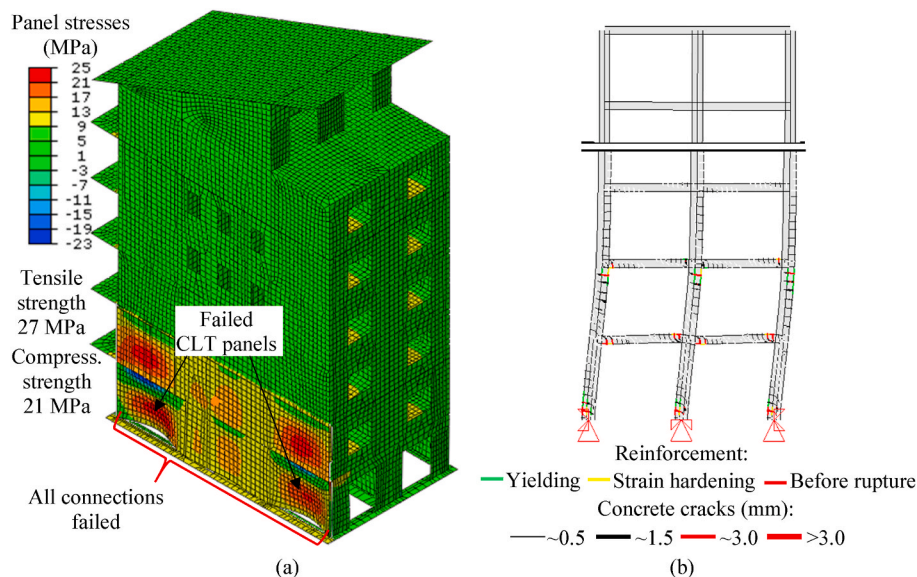 Panel stresses
(MPa)
25
21
17
13
9
5
1
-3
-7
-11
-15
-19
-23
Tensile
strength
27 MPa
Compress.
strength
21 MPa
Failed
CLT panels
All connections
failed
(a)
Reinforcement:
Yielding Strain hardening Before rupture
Concrete cracks (mm):
~0.5 ~1.5 ~3.0 >3.0
(b)